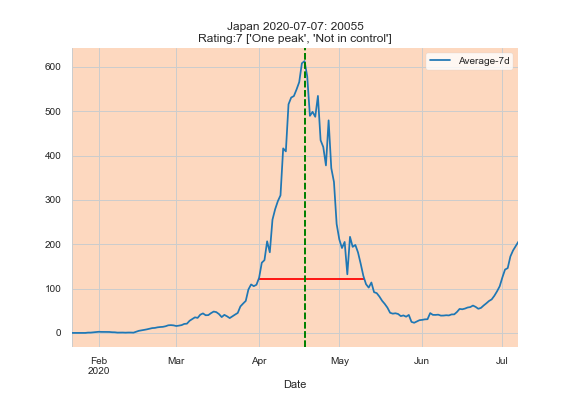 Japan 2020-07-07: 20055
Rating:7 ['One peak', 'Not in control']
Average-7d
600
500
400
300
200
100
0
Feb
2020
Mar
Apr
May
Jun
Jul
Date